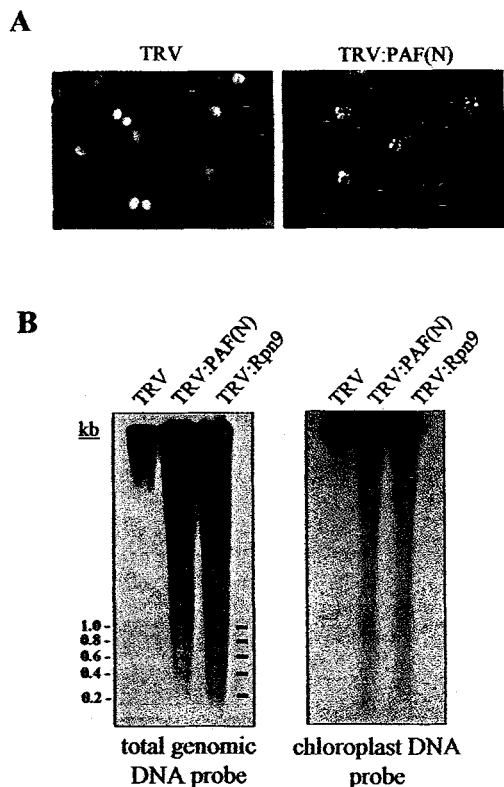 A
TRV
TRV:PAF(N)
B
TRV
TRV:PAF(N)
TRV:Rpn9
TRV
TRV:PAF(N)
TRV:Rpn9
kb
1.0
0.8
0.6
0.4
0.2
total genomic
DNA probe
chloroplast DNA
probe